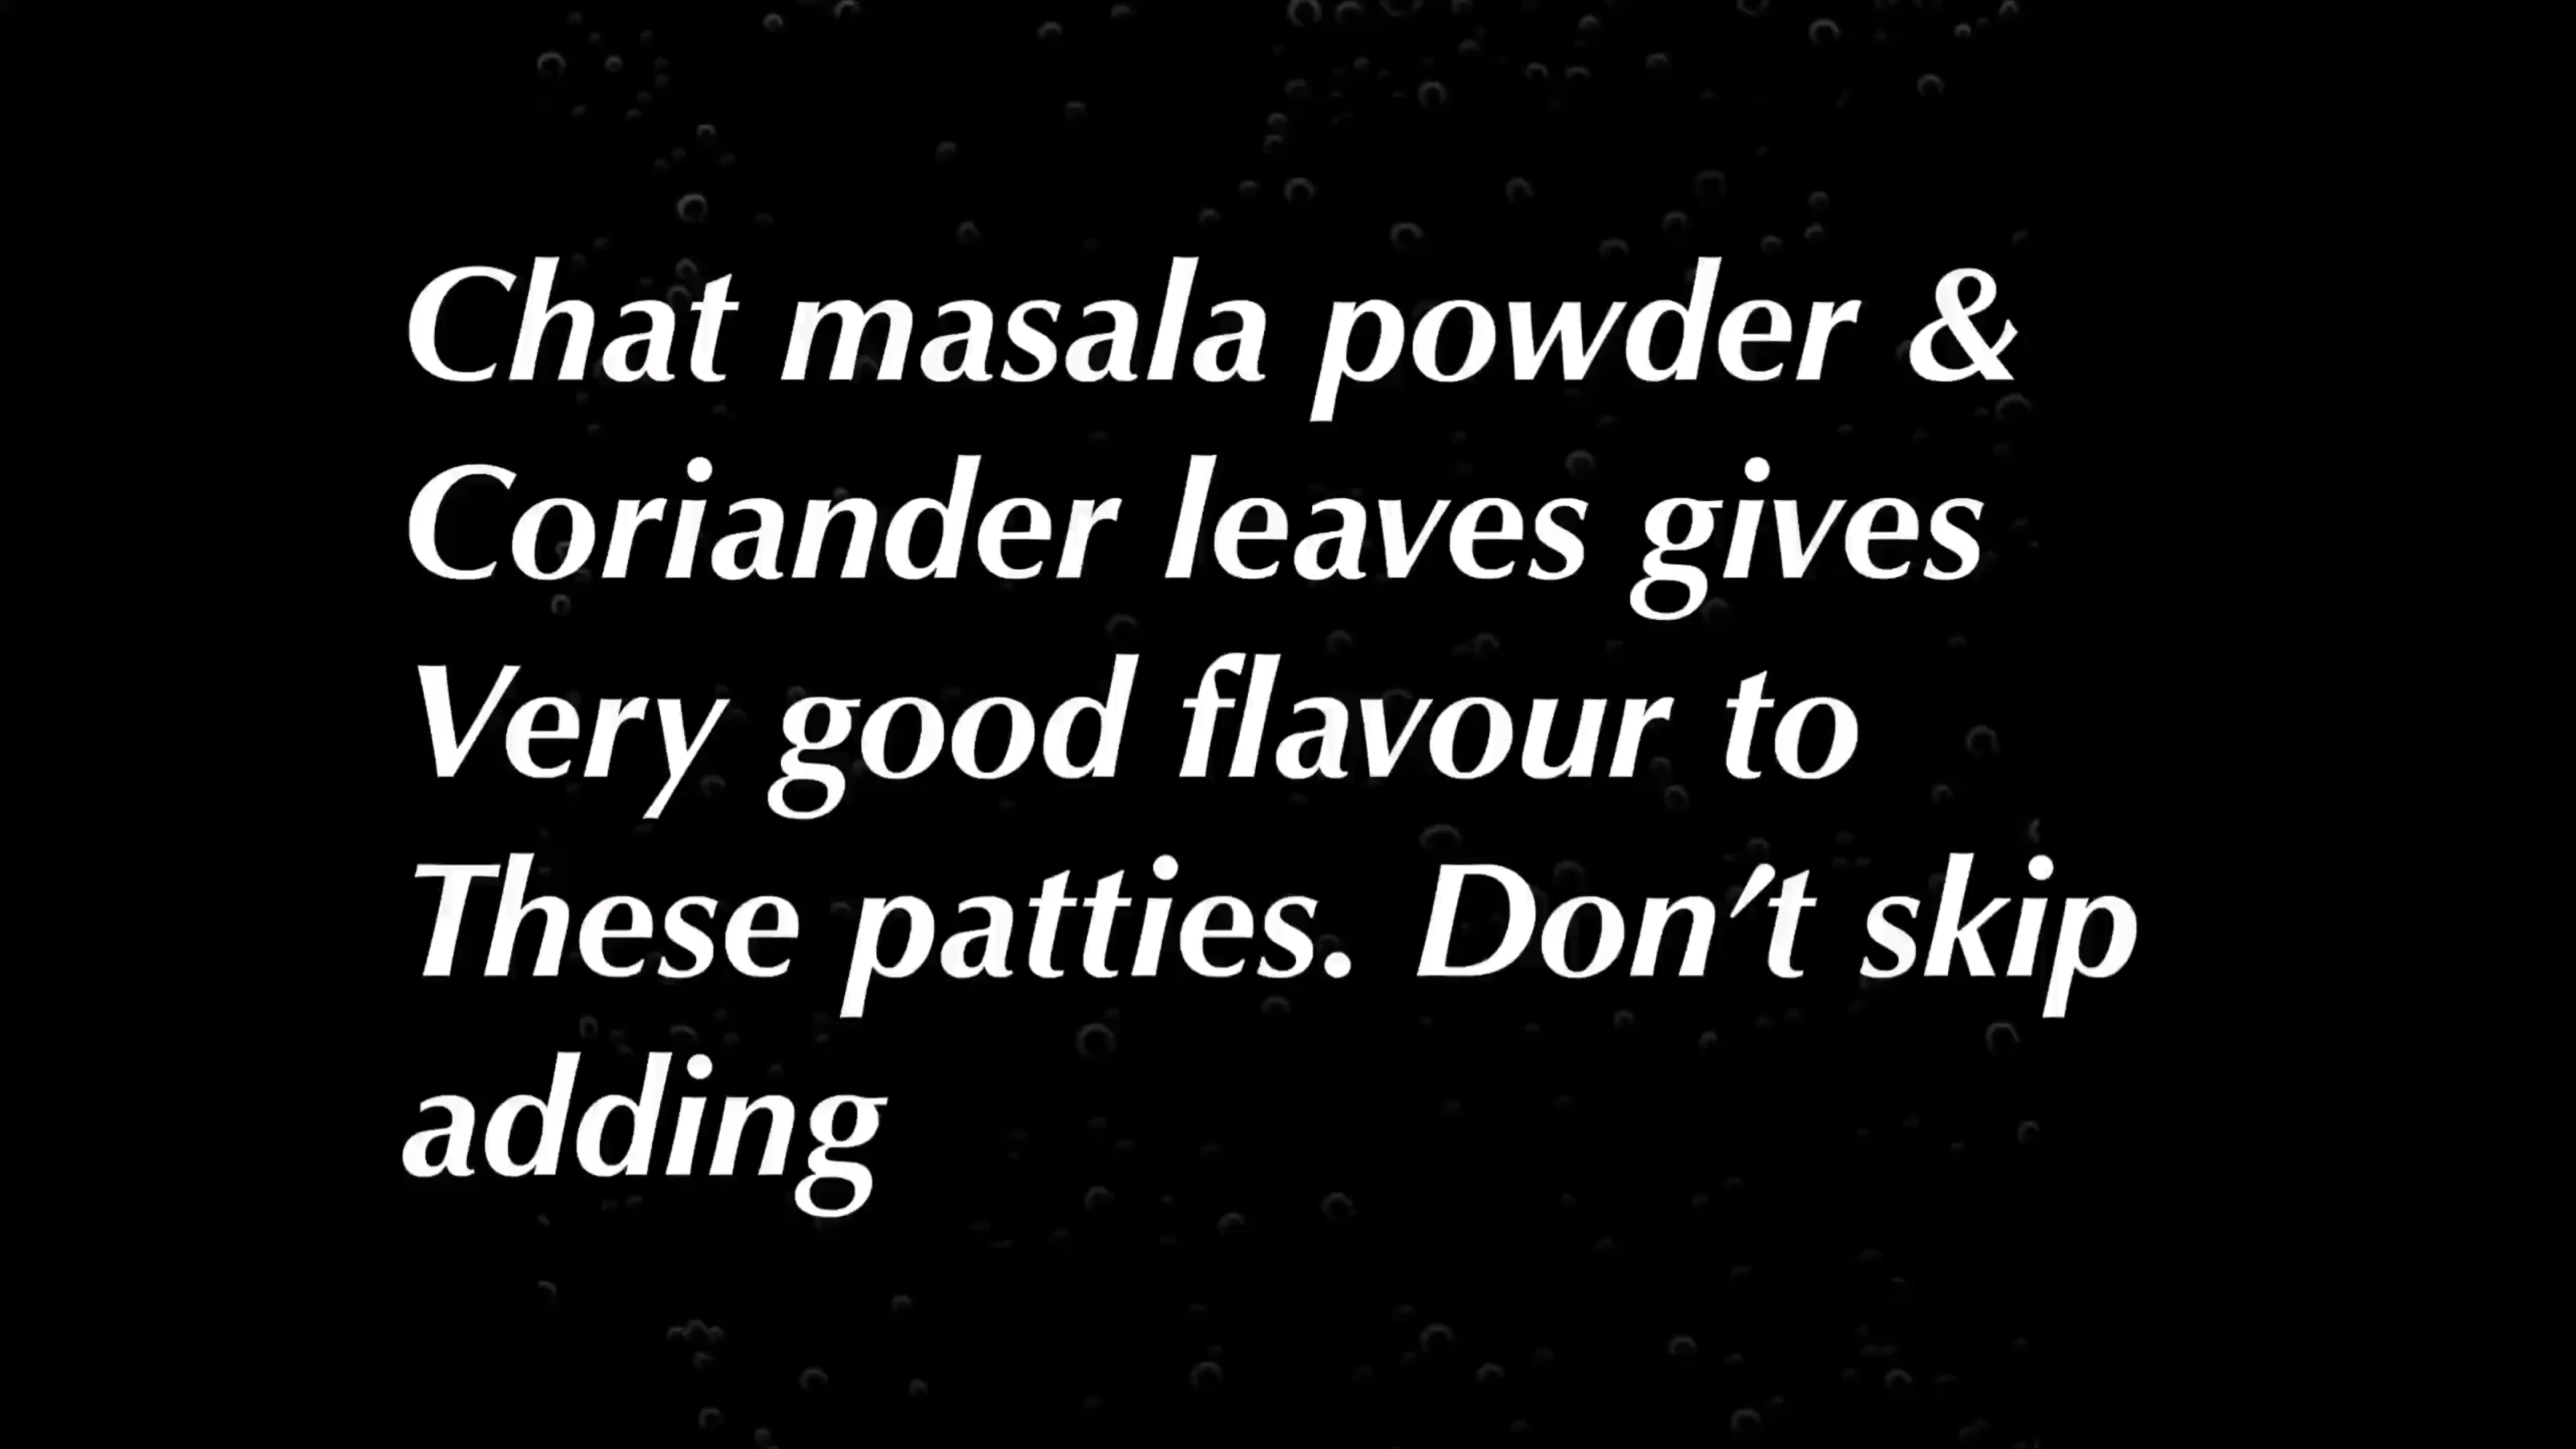 Chat masala powder &
Coriander leaves gives
Very good flavour to
These patties. Don't skip
adding